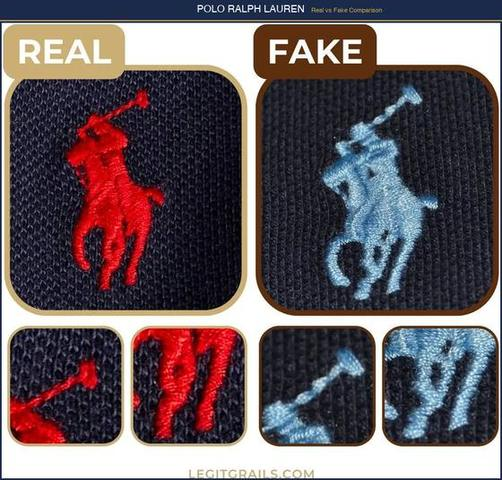 POLO RALPH LAUREN Real vs Fake Comparison
REAL
FAKE
LEGITGRAILS.COM